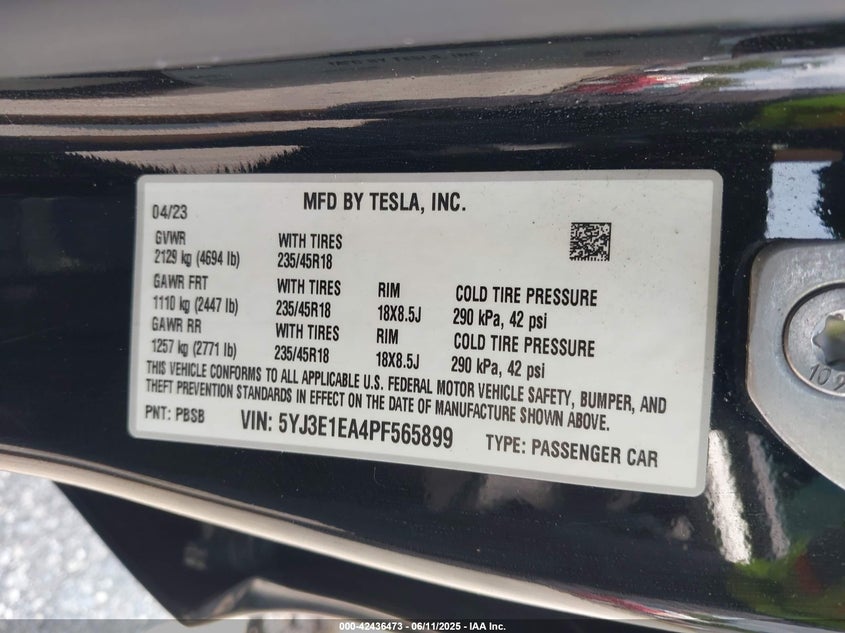 04/23 MFD BY TESLA, INC.
GVWR WITH TIRES
2129 kg (4694 lb) 235/45R18
GAWR FRT WITH TIRES RIM COLD TIRE PRESSURE
1110 kg (2447 lb) 235/45R18 18X8.5J 290 kPa, 42 psi
GAWR RR WITH TIRES RIM COLD TIRE PRESSURE
1257 kg (2771 lb) 235/45R18 18X8.5J 290 kPa, 42 psi
THIS VEHICLE CONFORMS TO ALL APPLICABLE U.S. FEDERAL MOTOR VEHICLE SAFETY, BUMPER, AND
THEFT PREVENTION STANDARDS IN EFFECT ON THE DATE OF MANUFACTURE SHOWN ABOVE.
PNT: PBSB VIN: 5YJ3E1EA4PF565899 TYPE: PASSENGER CAR
000-42436473 - 06/11/2025 - IAA Inc.